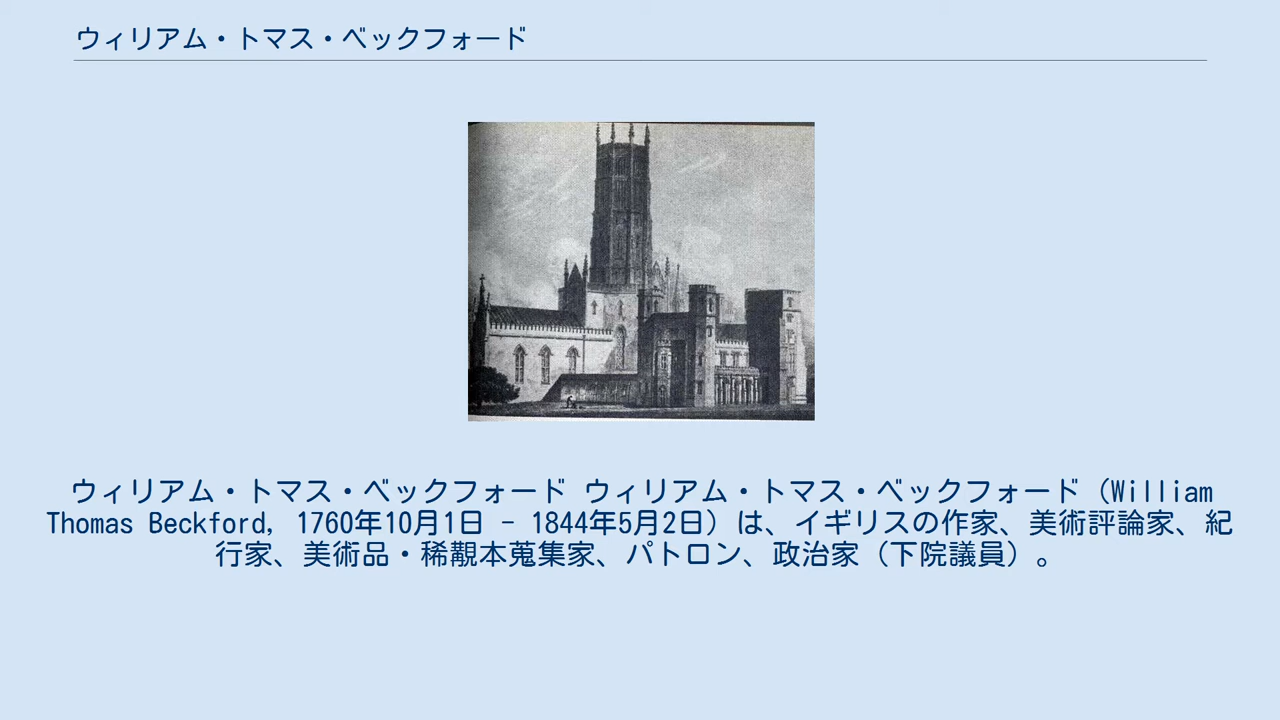 ウィリアム・トマス・ベックフォード
ウィリアム・トマス・ベックフォード ウィリアム・トマス・ベックフォード（William
Thomas Beckford, 1760年10月1日 - 1844年5月2日）は、イギリスの作家、美術評論家、紀
行家、美術品・稀覯本蒐集家、パトロン、政治家（下院議員）。